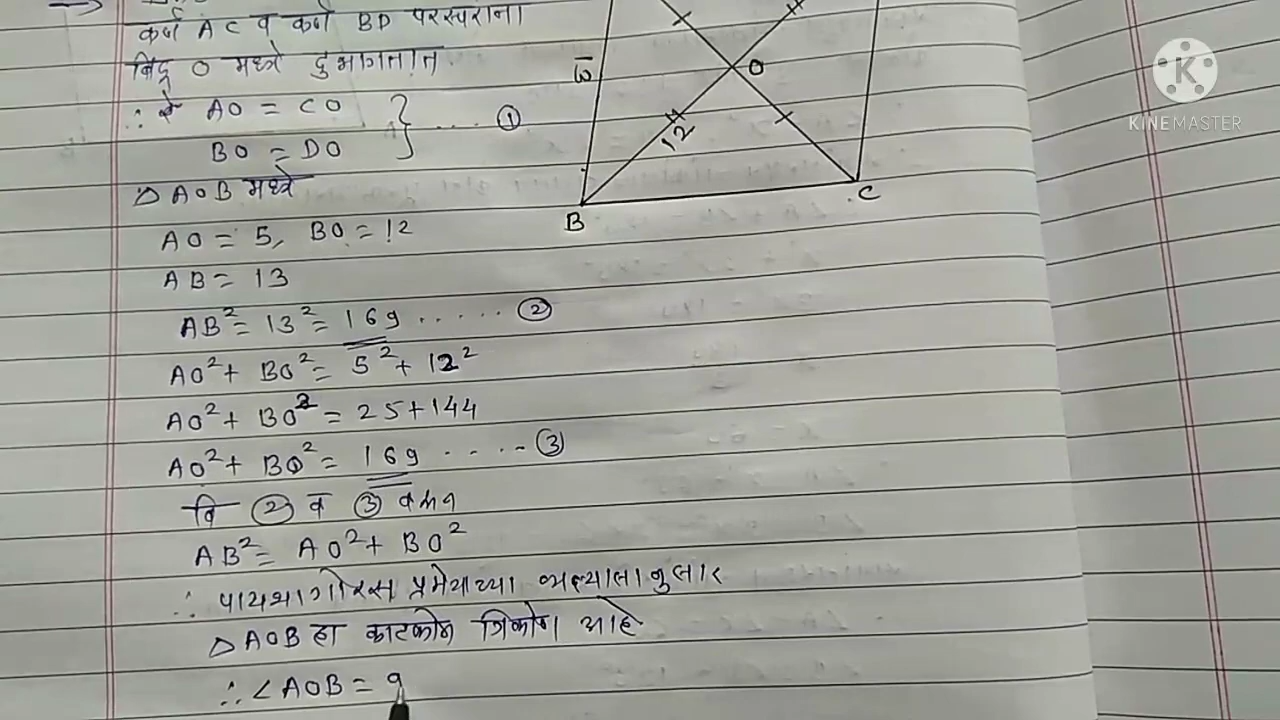 कर्ण AC व कर्ण BD परस्परांना
बिंदू O मध्ये दुभागतात
∴ AO = CO
BO = DO } .... ①
△ AOB मध्ये
AO = 5, BO = 12
AB = 13
AB² = 13² = 169 ..... ②
AO² + BO² = 5² + 12²
AO² + BO² = 25 + 144
AO² + BO² = 169 .... ③
वि ② व ③ वरून
AB² = AO² + BO²
∴ पायथागोरस प्रमेयाच्या व्यत्यासानुसार
△ AOB हा काटकोन त्रिकोण आहे
∴ ∠AOB = 9
O
12
B
C
KINEMASTER